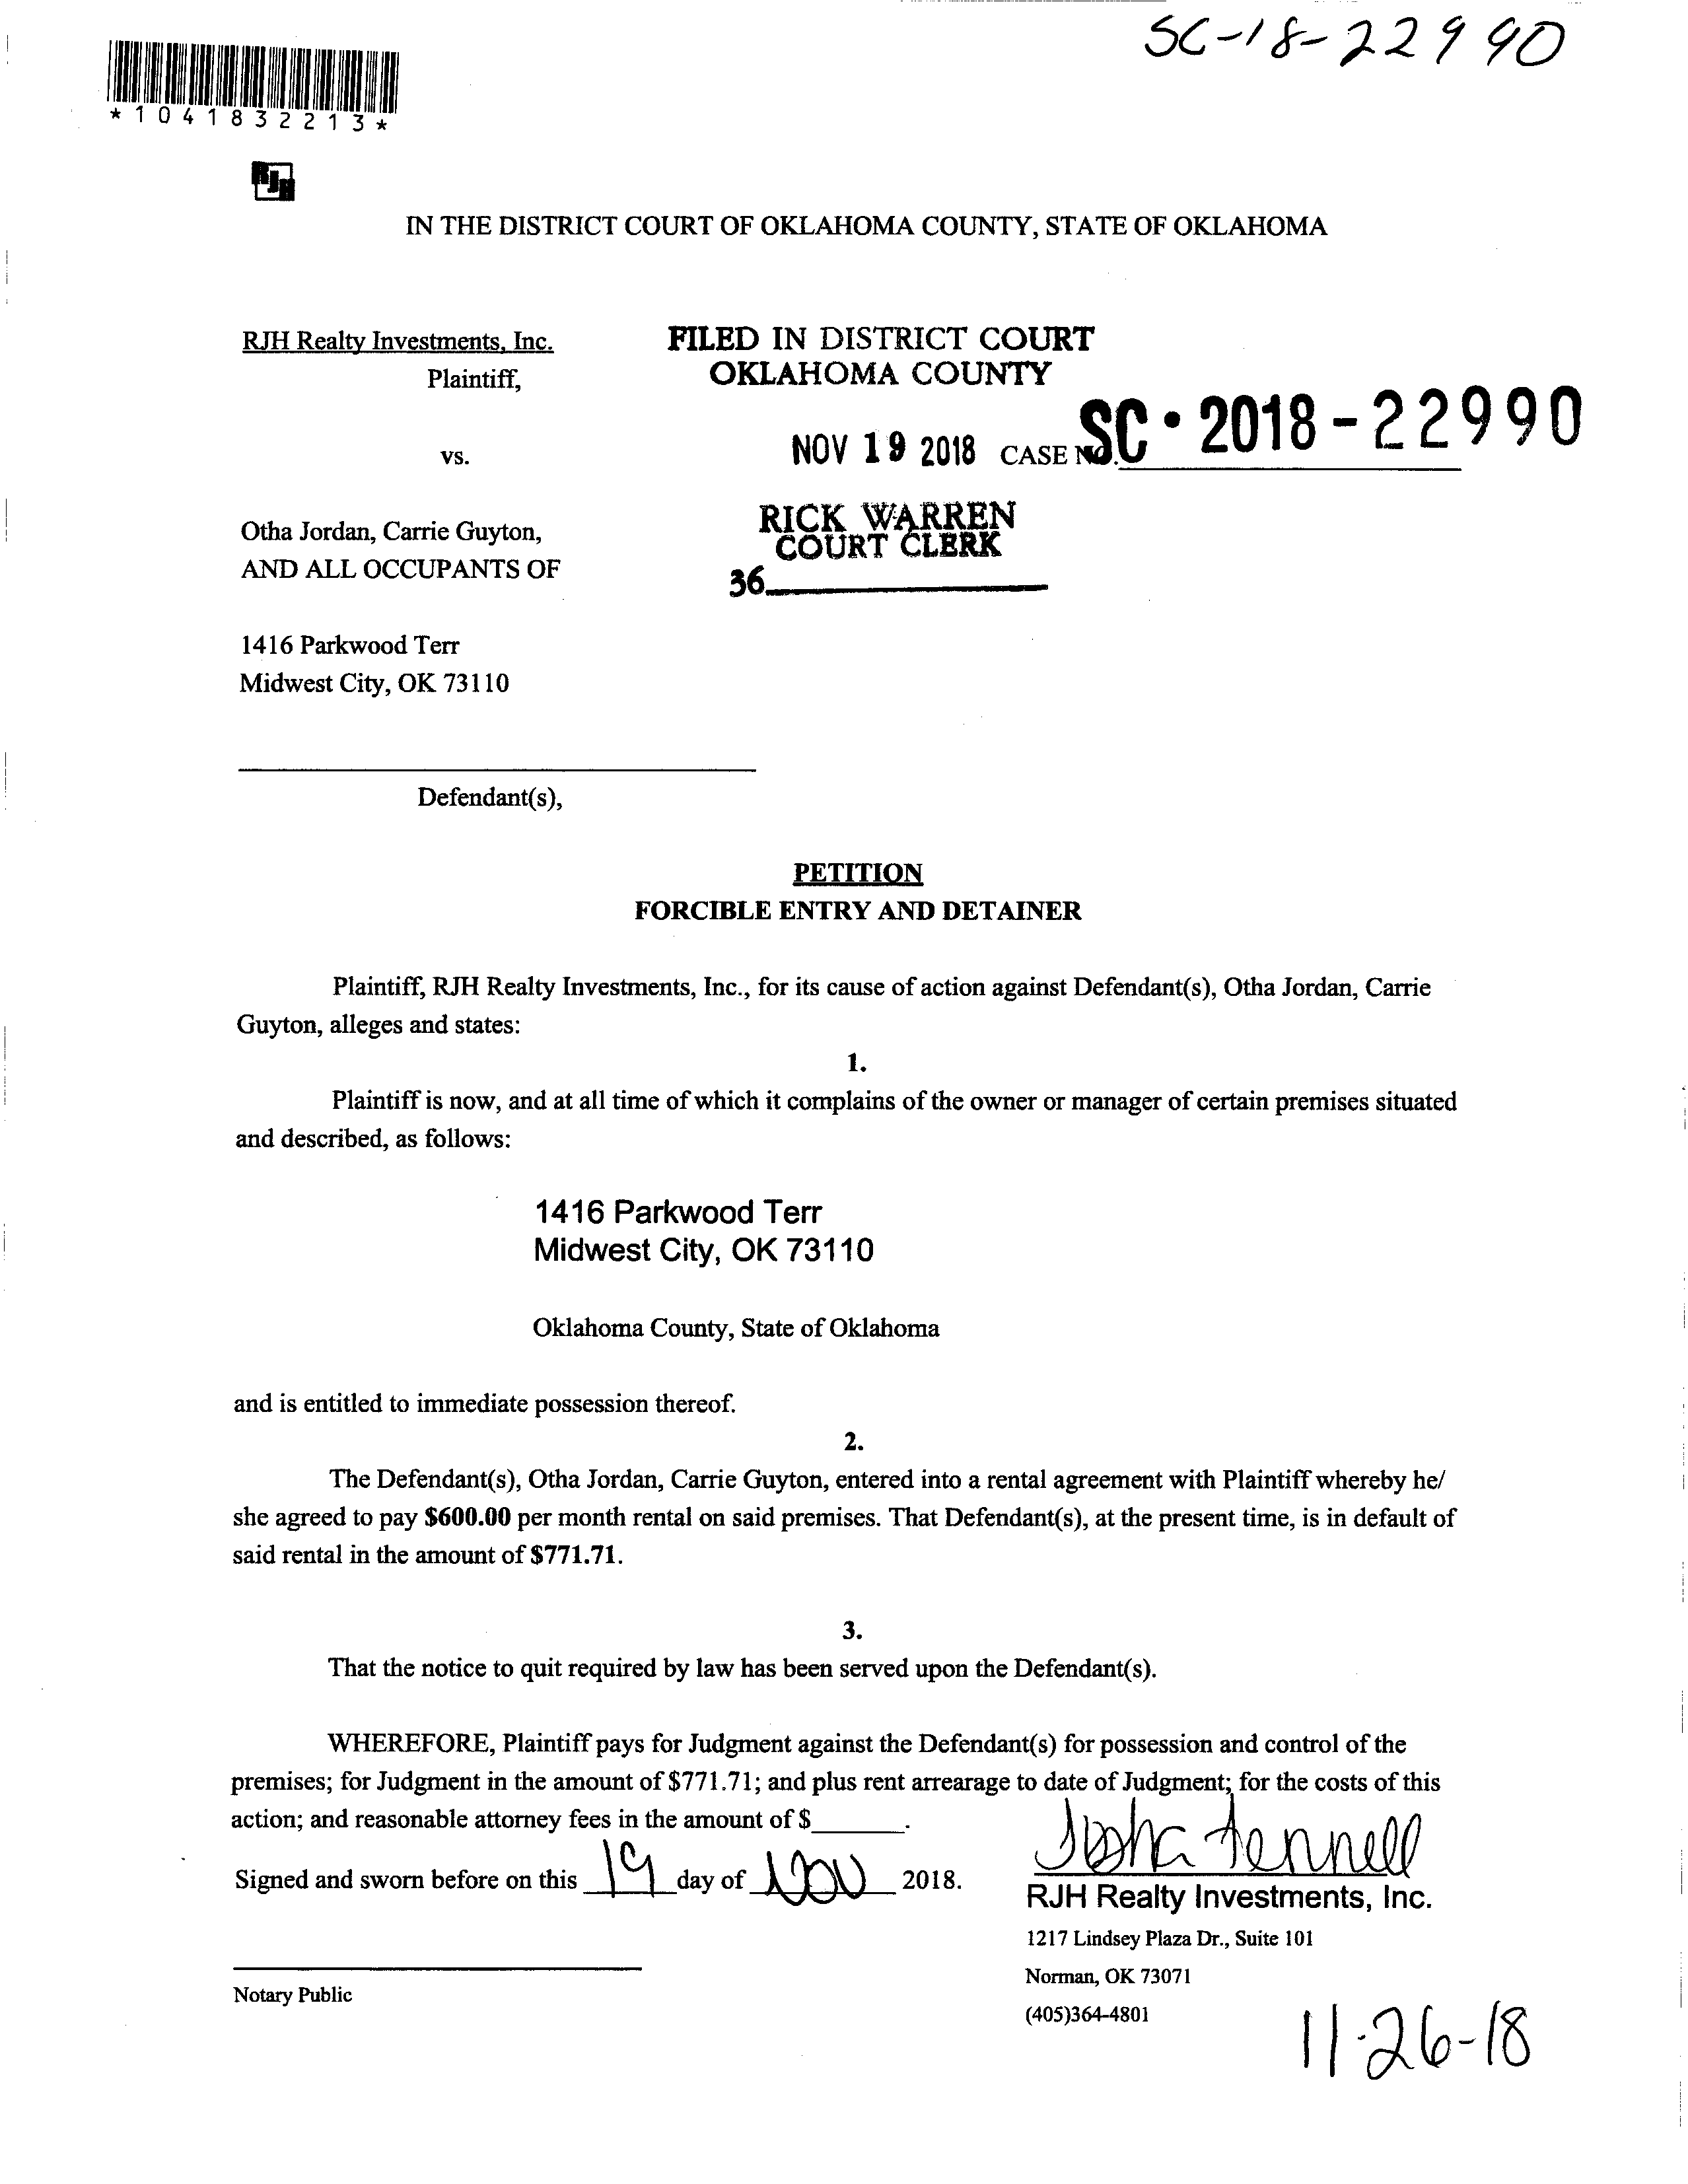 SC-18-22990
*1041832213*
RJH
IN THE DISTRICT COURT OF OKLAHOMA COUNTY, STATE OF OKLAHOMA
RJH Realty Investments, Inc.
Plaintiff,
FILED IN DISTRICT COURT
OKLAHOMA COUNTY
vs.
NOV 19 2018 CASE NO. SC • 2018-22990
RICK WARREN
COURT CLERK
36
Otha Jordan, Carrie Guyton,
AND ALL OCCUPANTS OF
1416 Parkwood Terr
Midwest City, OK 73110
Defendant(s),
PETITION
FORCIBLE ENTRY AND DETAINER
Plaintiff, RJH Realty Investments, Inc., for its cause of action against Defendant(s), Otha Jordan, Carrie
Guyton, alleges and states:
1.
Plaintiff is now, and at all time of which it complains of the owner or manager of certain premises situated
and described, as follows:
1416 Parkwood Terr
Midwest City, OK 73110
Oklahoma County, State of Oklahoma
and is entitled to immediate possession thereof.
2.
The Defendant(s), Otha Jordan, Carrie Guyton, entered into a rental agreement with Plaintiff whereby he/
she agreed to pay $600.00 per month rental on said premises. That Defendant(s), at the present time, is in default of
said rental in the amount of $771.71.
3.
That the notice to quit required by law has been served upon the Defendant(s).
WHEREFORE, Plaintiff pays for Judgment against the Defendant(s) for possession and control of the
premises; for Judgment in the amount of $771.71; and plus rent arrearage to date of Judgment; for the costs of this
action; and reasonable attorney fees in the amount of $_______.
Signed and sworn before on this 19 day of Nov 2018.
RJH Realty Investments, Inc.
1217 Lindsey Plaza Dr., Suite 101
Norman, OK 73071
(405)364-4801
Notary Public
11-26-18